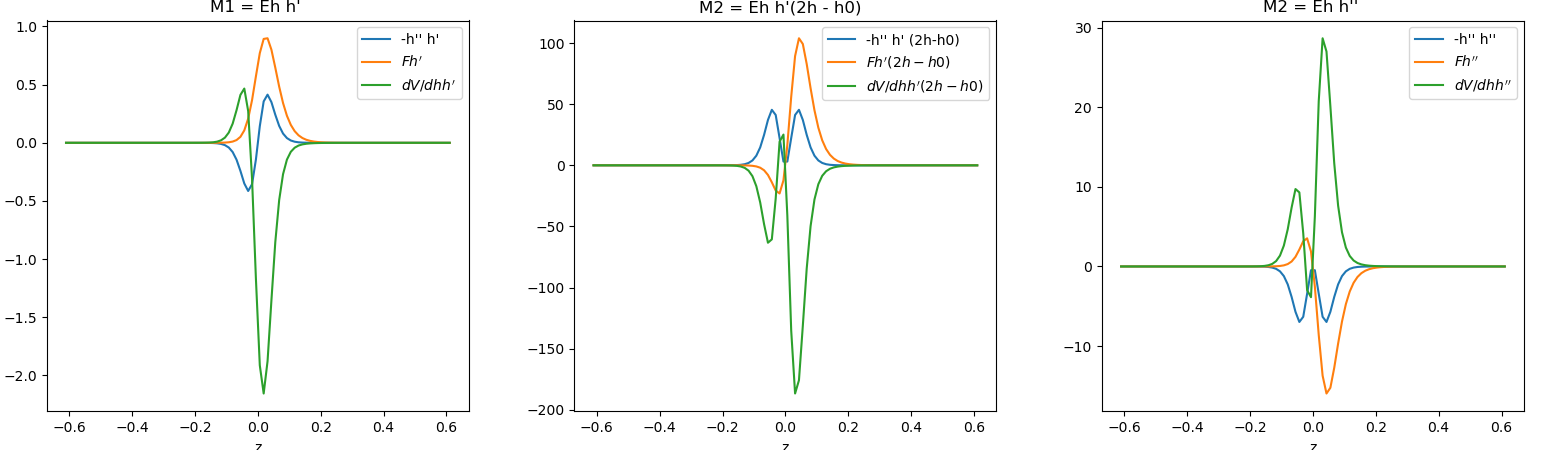 M1 = Eh h'
1.0
0.5
0.0
−0.5
−1.0
−1.5
−2.0
−0.6 −0.4 −0.2 0.0 0.2 0.4 0.6
z
-h'' h'
Fh′
dV/dhh′
M2 = Eh h'(2h - h0)
100
50
0
−50
−100
−150
−200
−0.6 −0.4 −0.2 0.0 0.2 0.4 0.6
z
-h'' h' (2h-h0)
Fh′(2h − h0)
dV/dhh′(2h − h0)
M2 = Eh h''
30
20
10
0
−10
−0.6 −0.4 −0.2 0.0 0.2 0.4 0.6
z
-h'' h''
Fh″
dV/dhh″